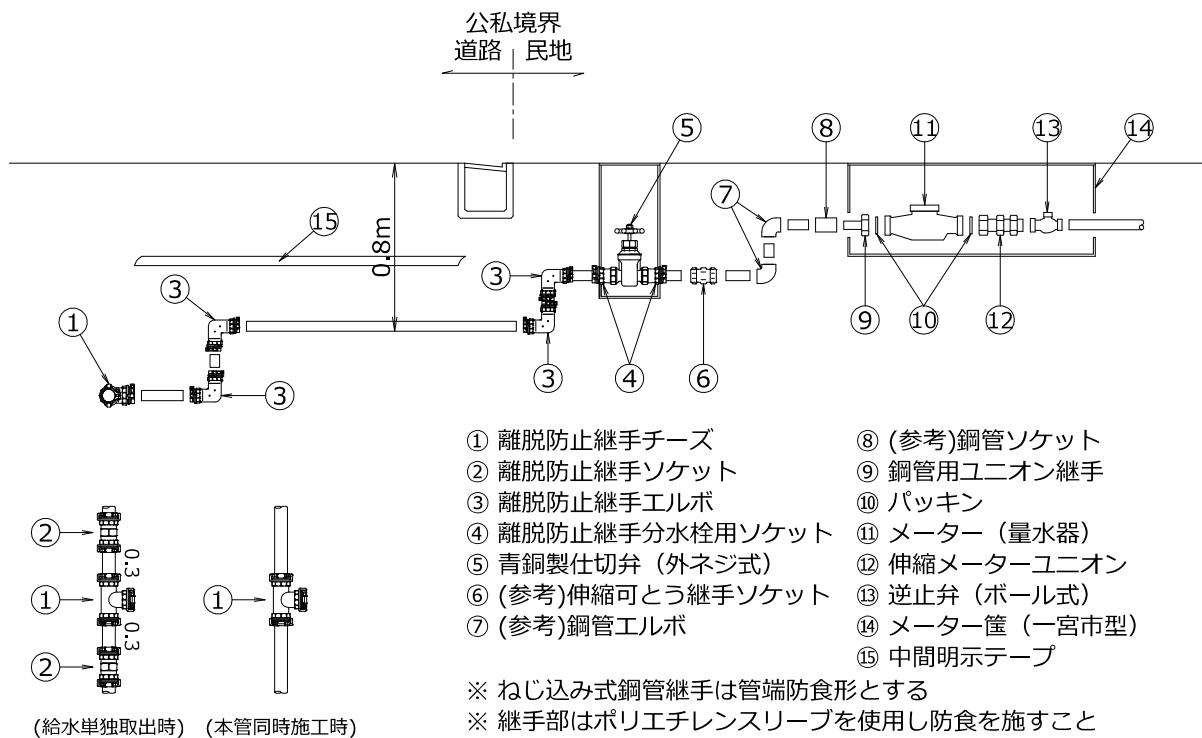 公私境界
道路 民地
⑤
⑧
⑪
⑬
⑭
⑦
⑮
0.8m
③
③
①
③
③
④
⑥
⑨
⑩
⑫
① 離脱防止継手チーズ
② 離脱防止継手ソケット
③ 離脱防止継手エルボ
④ 離脱防止継手分水栓用ソケット
⑤ 青銅製仕切弁（外ネジ式）
⑥ (参考)伸縮可とう継手ソケット
⑦ (参考)鋼管エルボ
⑧ (参考)鋼管ソケット
⑨ 鋼管用ユニオン継手
⑩ パッキン
⑪ メーター（量水器）
⑫ 伸縮メーターユニオン
⑬ 逆止弁（ボール式）
⑭ メーター筐（一宮市型）
⑮ 中間明示テープ
※ ねじ込み式鋼管継手は管端防食形とする
※ 継手部はポリエチレンスリーブを使用し防食を施すこと
②
0.3
①
0.3
②
(給水単独取出時)
①
(本管同時施工時)